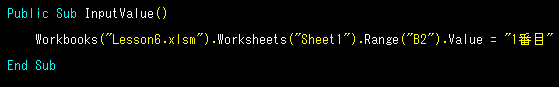 Public Sub InputValue()
    Workbooks("Lesson6.xlsm").Worksheets("Sheet1").Range("B2").Value = "1番目"
End Sub